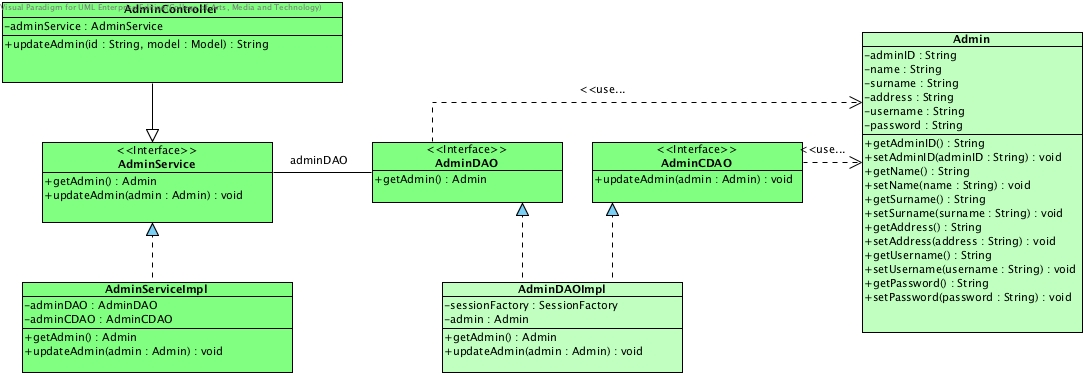 Visual Paradigm for UML Enterprise Arts, Media and Technology)
AdminController
-adminService : AdminService
+updateAdmin(id : String, model : Model) : String
<<Interface>>
AdminService
+getAdmin() : Admin
+updateAdmin(admin : Admin) : void
adminDAO
<<Interface>>
AdminDAO
+getAdmin() : Admin
<<use...
<<Interface>>
AdminCDAO
+updateAdmin(admin : Admin) : void
<<use...
Admin
-adminID : String
-name : String
-surname : String
-address : String
-username : String
-password : String
+getAdminID() : String
+setAdminID(adminID : String) : void
+getName() : String
+setName(name : String) : void
+getSurname() : String
+setSurname(surname : String) : void
+getAddress() : String
+setAddress(address : String) : void
+getUsername() : String
+setUsername(username : String) : void
+getPassword() : String
+setPassword(password : String) : void
AdminServiceImpl
-adminDAO : AdminDAO
-adminCDAO : AdminCDAO
+getAdmin() : Admin
+updateAdmin(admin : Admin) : void
AdminDAOImpl
-sessionFactory : SessionFactory
-admin : Admin
+getAdmin() : Admin
+updateAdmin(admin : Admin) : void